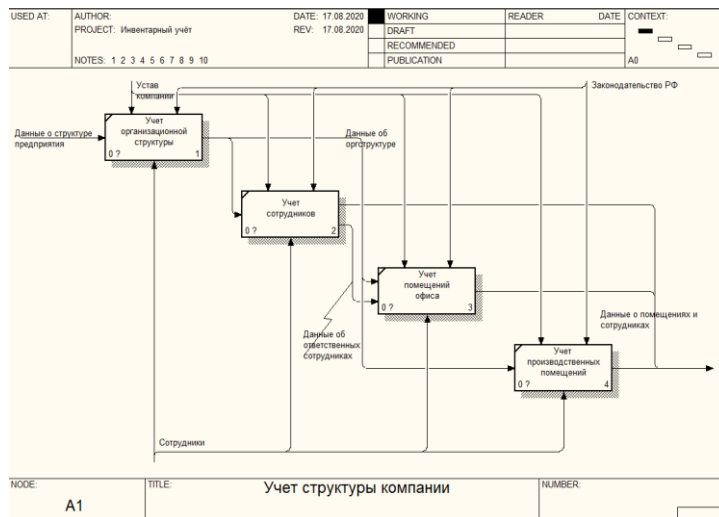 USED AT:
AUTHOR:
DATE: 17.08.2020
WORKING
READER
DATE
CONTEXT:
PROJECT: Инвентарный учёт
REV: 17.08.2020
DRAFT
RECOMMENDED
NOTES: 1 2 3 4 5 6 7 8 9 10
PUBLICATION
A0
Устав
компании
Законодательство РФ
Данные о структуре
предприятия
Учет
организационной
структуры
0 ?
1
Данные об
оргструктуре
Учет
сотрудников
0 ?
2
Учет
помещений
офиса
0 ?
3
Данные об
ответственных
сотрудниках
Данные о помещениях и
сотрудниках
Учет
производственных
помещений
0 ?
4
Сотрудники
NODE:
A1
TITLE:
Учет структуры компании
NUMBER: